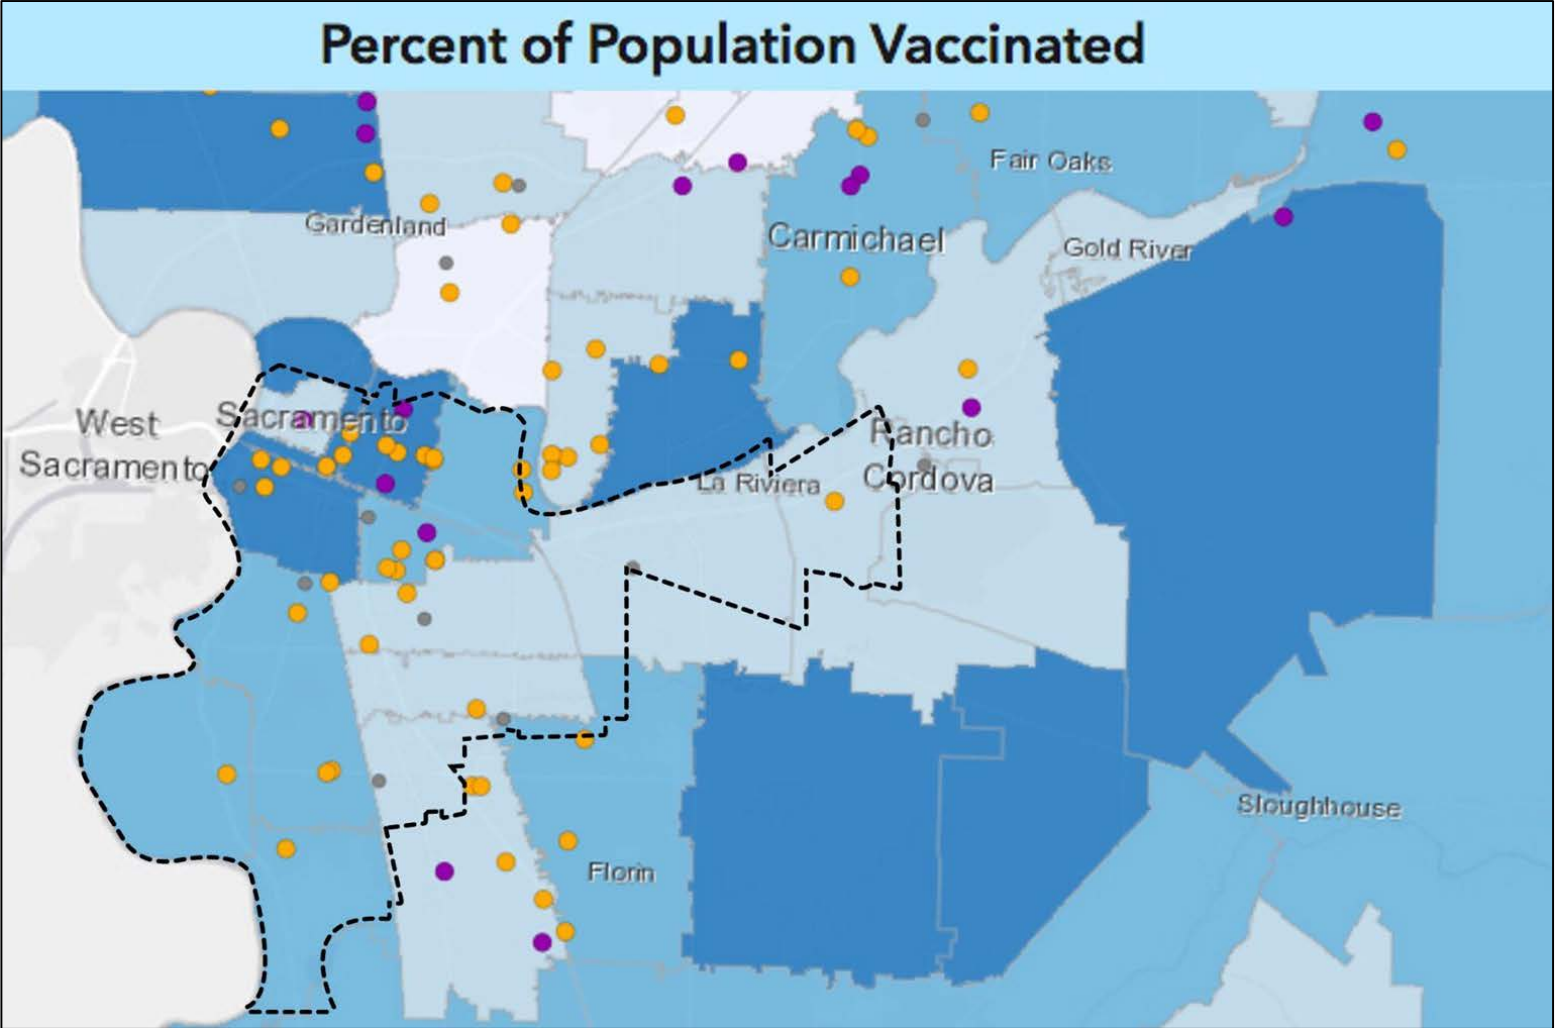 Percent of Population Vaccinated
Fair Oaks
Gardenland
Carmichael
Gold River
West
Sacramento
Sacramento
Rancho
Cordova
La Riviera
Sloughhouse
Florin